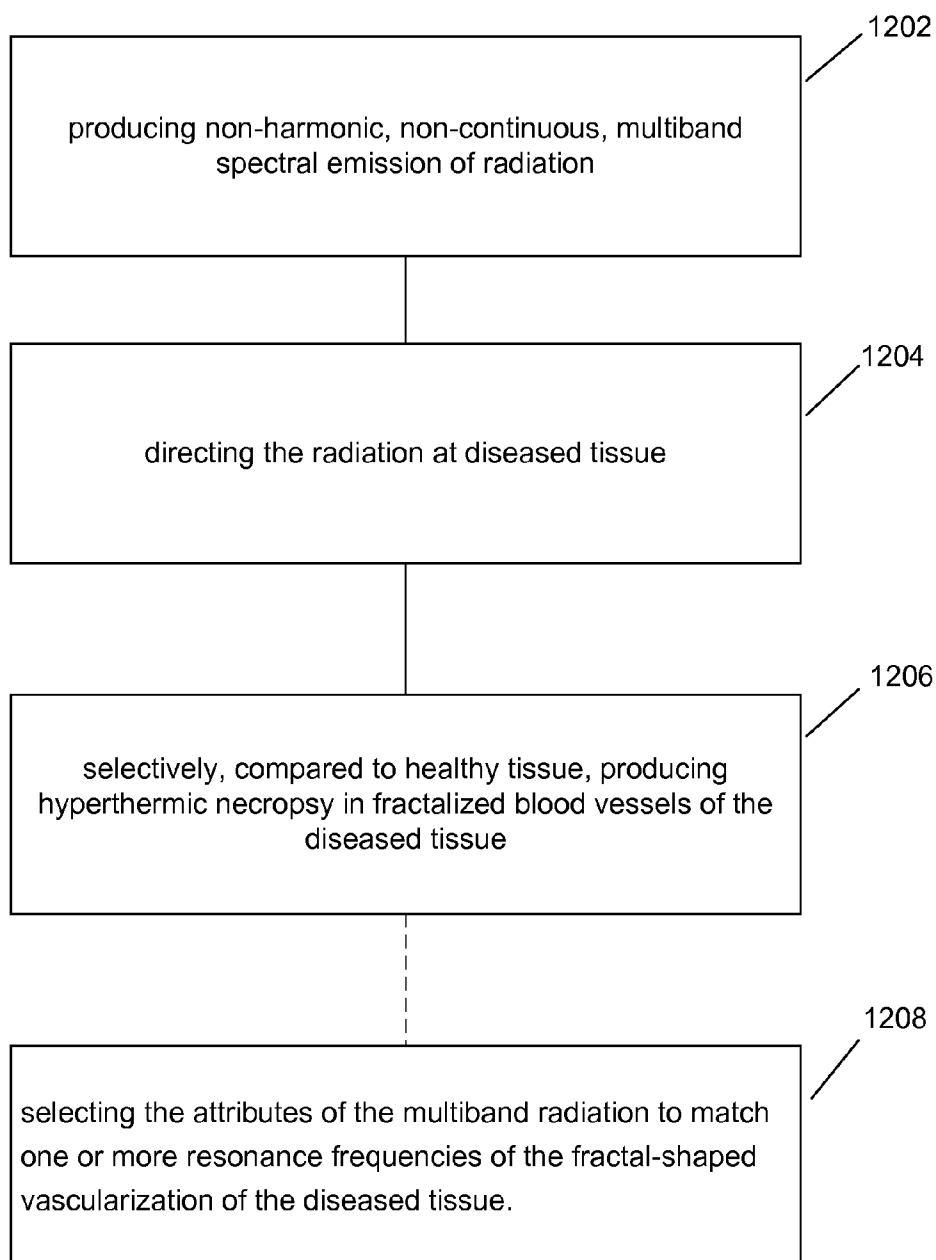 1202
producing non-harmonic, non-continuous, multiband
spectral emission of radiation
1204
directing the radiation at diseased tissue
1206
selectively, compared to healthy tissue, producing
hyperthermic necropsy in fractalized blood vessels of the
diseased tissue
1208
selecting the attributes of the multiband radiation to match
one or more resonance frequencies of the fractal-shaped
vascularization of the diseased tissue.